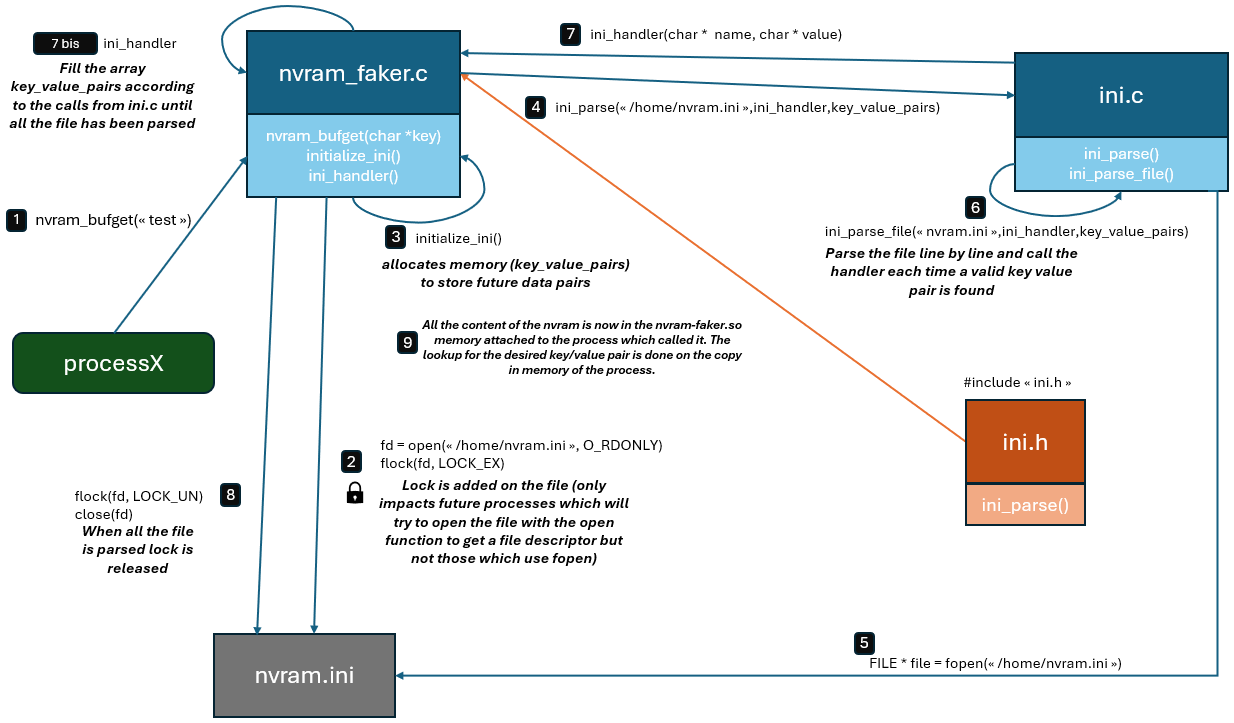 7 bis
ini_handler
Fill the array
key_value_pairs according
to the calls from ini.c until
all the file has been parsed
nvram_faker.c
nvram_bufget(char *key)
initialize_ini()
ini_handler()
7
ini_handler(char *  name, char * value)
4
ini_parse(« /home/nvram.ini »,ini_handler,key_value_pairs)
ini.c
ini_parse()
ini_parse_file()
1
nvram_bufget(« test »)
3
initialize_ini()
allocates memory (key_value_pairs)
to store future data pairs
6
ini_parse_file(« nvram.ini »,ini_handler,key_value_pairs)
Parse the file line by line and call the
handler each time a valid key value
pair is found
processX
9
All the content of the nvram is now in the nvram-faker.so
memory attached to the process which called it. The
lookup for the desired key/value pair is done on the copy
in memory of the process.
#include « ini.h »
ini.h
ini_parse()
2
fd = open(« /home/nvram.ini », O_RDONLY)
flock(fd, LOCK_EX)
Lock is added on the file (only
impacts future processes which will
try to open the file with the open
function to get a file descriptor but
not those which use fopen)
8
flock(fd, LOCK_UN)
close(fd)
When all the file
is parsed lock is
released
nvram.ini
5
FILE * file = fopen(« /home/nvram.ini »)